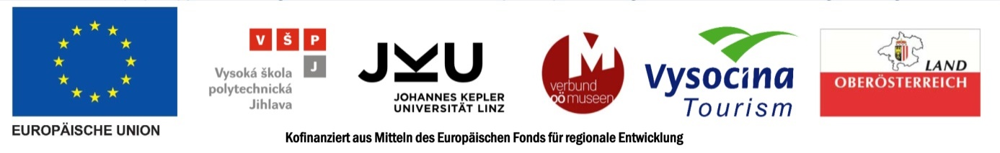 EUROPÄISCHE UNION
V Š P
J
Vysoká škola
polytechnická
Jihlava
JKU
JOHANNES KEPLER
UNIVERSITÄT LINZ
M
verbund
oö museen
Vysocina
Tourism
LAND
OBERÖSTERREICH
Kofinanziert aus Mitteln des Europäischen Fonds für regionale Entwicklung